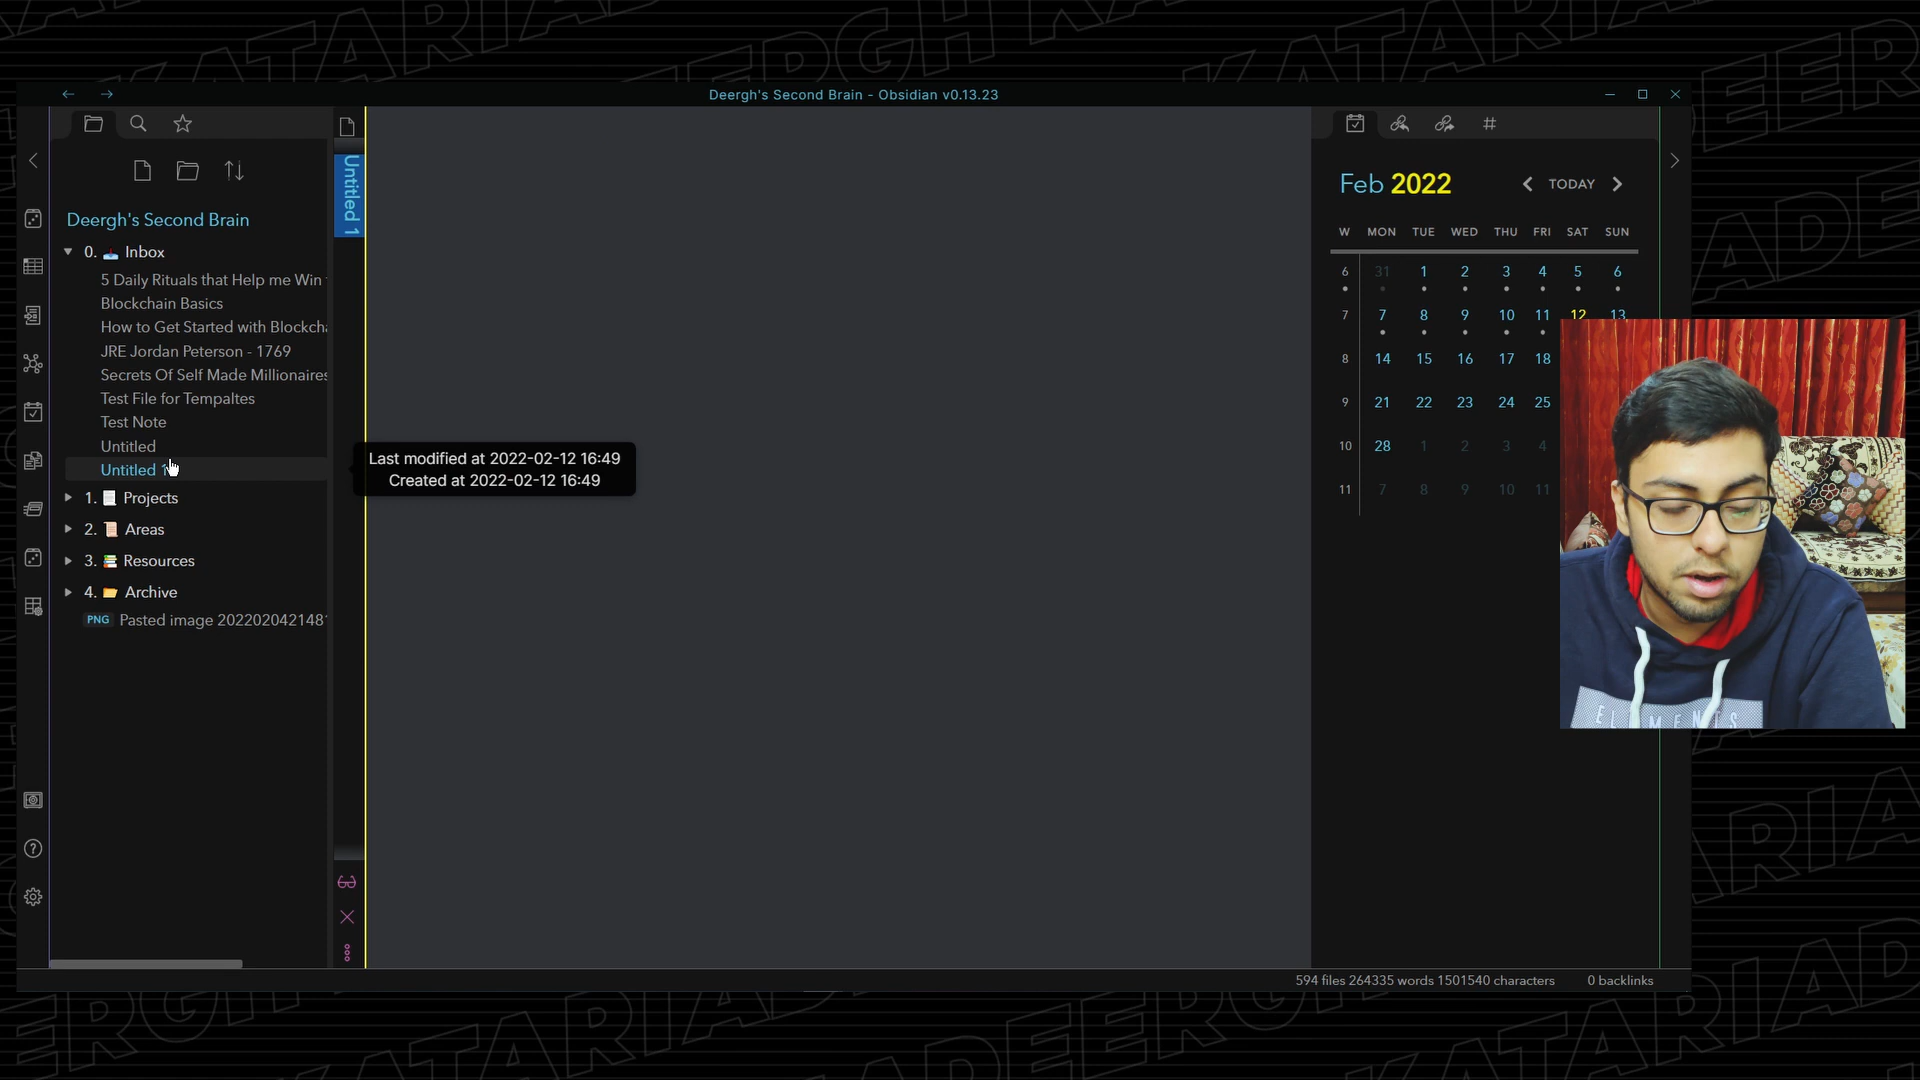 Deergh's Second Brain - Obsidian v0.13.23
Deergh's Second Brain
0. Inbox
5 Daily Rituals that Help me Win
Blockchain Basics
How to Get Started with Blockcha
JRE Jordan Peterson - 1769
Secrets Of Self Made Millionaires
Test File for Tempaltes
Test Note
Untitled
Untitled 1
1. Projects
2. Areas
3. Resources
4. Archive
PNG Pasted image 2022020421481
Untitled 1
Last modified at 2022-02-12 16:49
Created at 2022-02-12 16:49
Feb 2022
TODAY
W MON TUE WED THU FRI SAT SUN
6 31 1 2 3 4 5 6
7 7 8 9 10 11 12 13
8 14 15 16 17 18
9 21 22 23 24 25
10 28 1 2 3 4
11 7 8 9 10 11
594 files 264335 words 1501540 characters
0 backlinks
ELEMENTS
DEERGH KATARIA